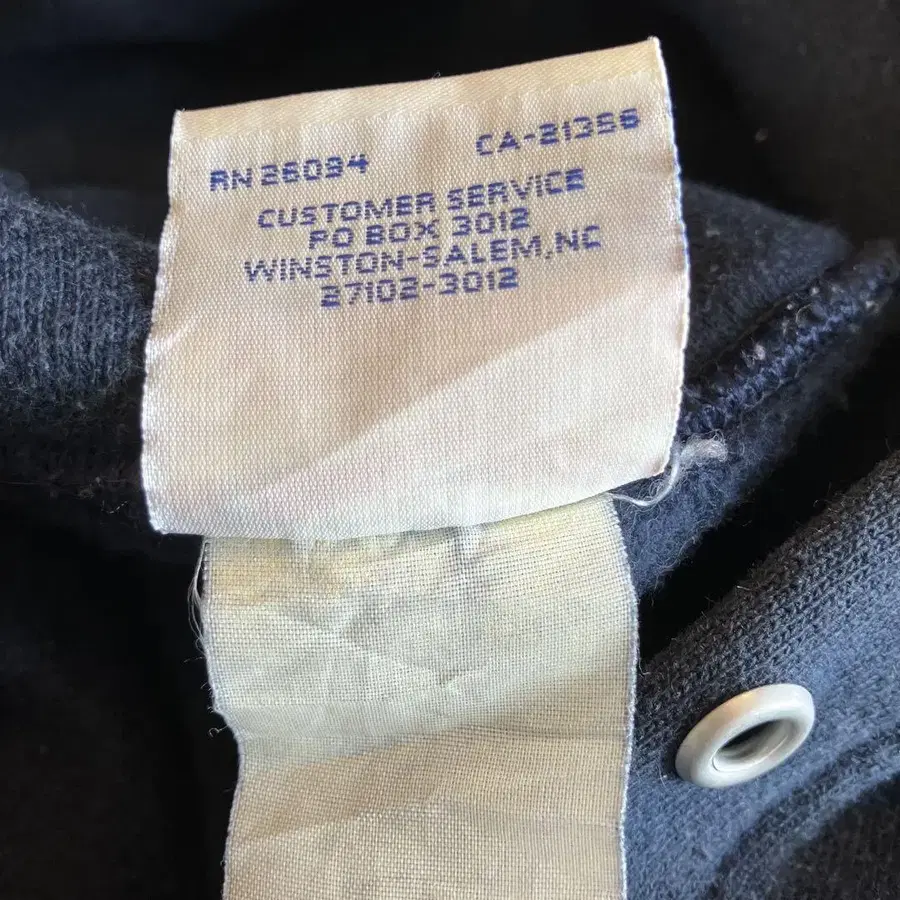 RN 26094 CA-21356
CUSTOMER SERVICE
PO BOX 3012
WINSTON-SALEM, NC
27102-3012